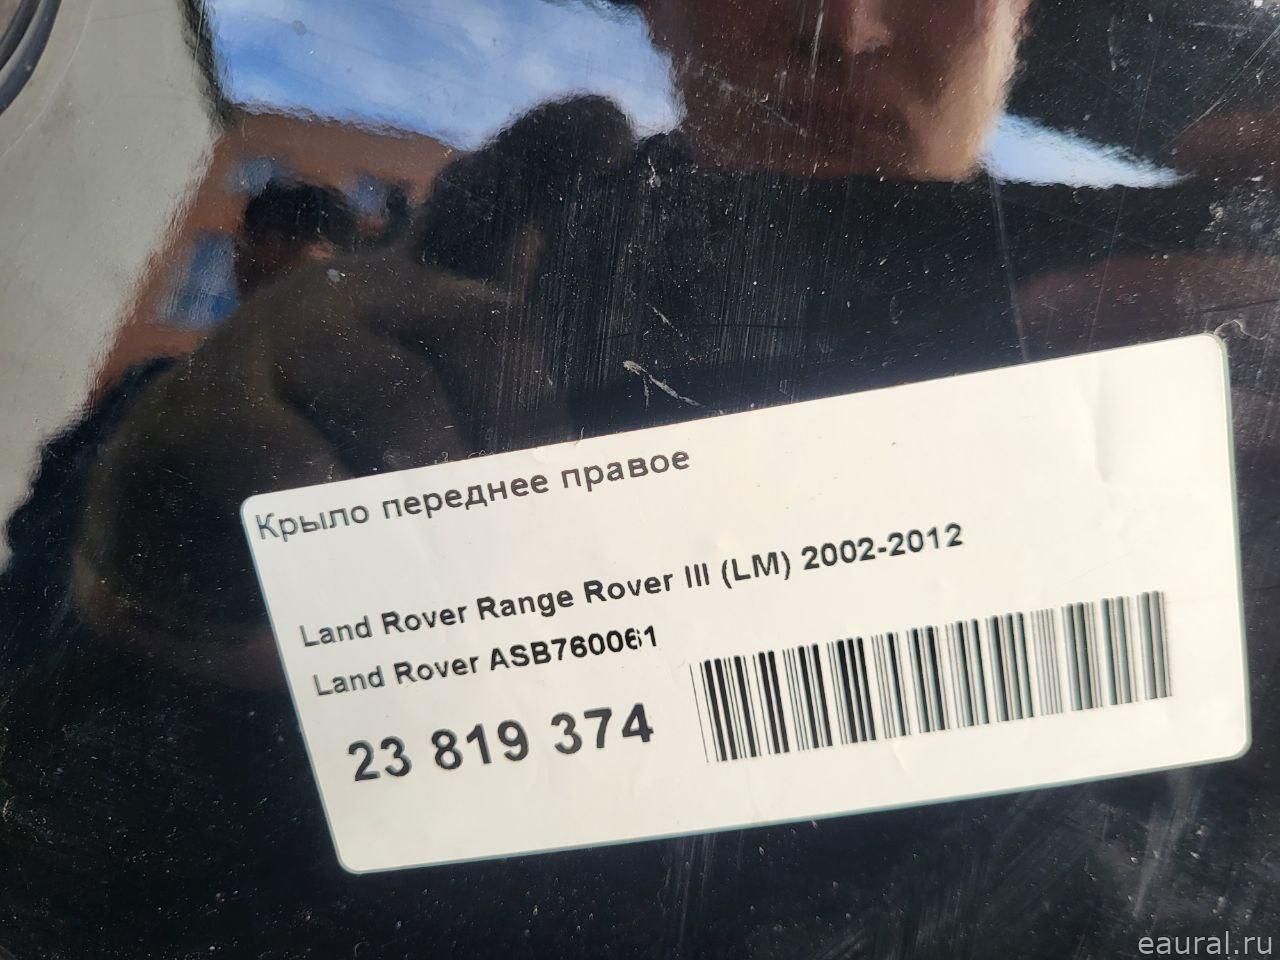 Крыло переднее правое
Land Rover Range Rover III (LM) 2002-2012
Land Rover ASB760061
23 819 374
eaural.ru